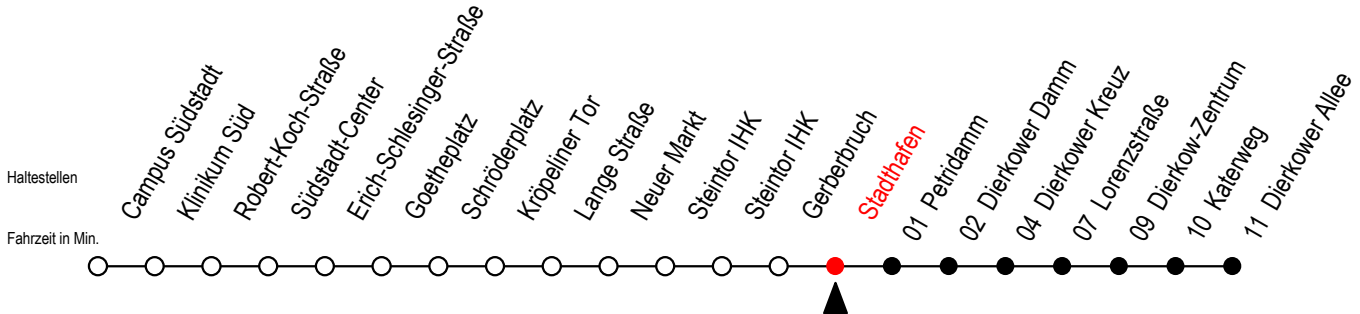 Haltestellen
Campus Südstadt
Klinikum Süd
Robert-Koch-Straße
Südstadt-Center
Erich-Schlesinger-Straße
Goetheplatz
Schröderplatz
Kröpeliner Tor
Lange Straße
Neuer Markt
Steintor IHK
Steintor IHK
Gerberbruch
Stadthafen
01 Petridamm
02 Dierkower Damm
04 Dierkower Kreuz
07 Lorenzstraße
09 Dierkow-Zentrum
10 Katenweg
11 Dierkower Allee
Fahrzeit in Min.